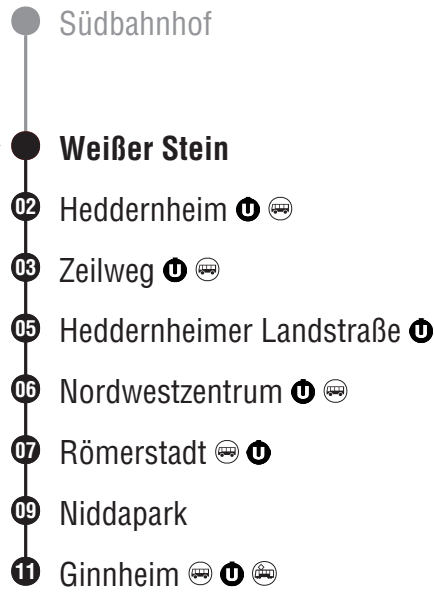 Südbahnhof
Weißer Stein
02 Heddernheim U
03 Zeilweg U
05 Heddernheimer Landstraße U
06 Nordwestzentrum U
07 Römerstadt U
09 Niddapark
11 Ginnheim U